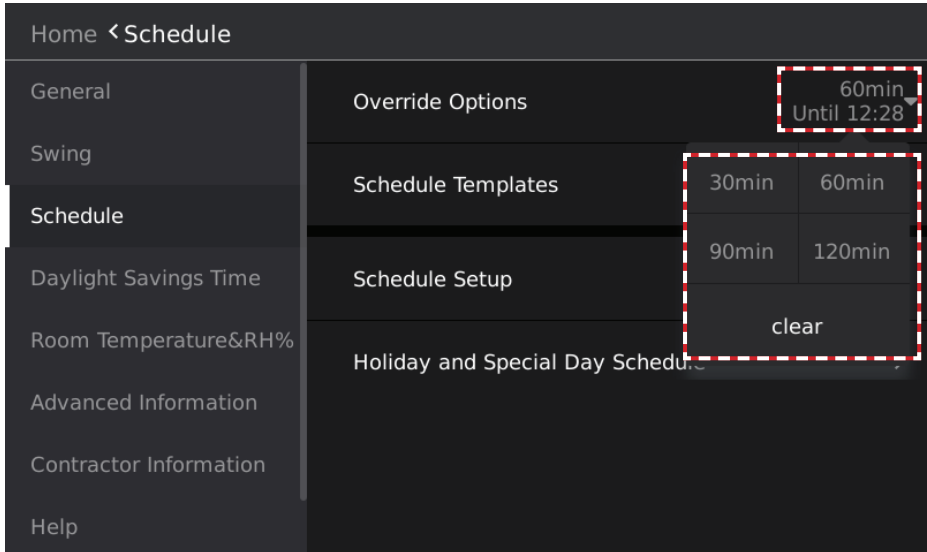 Home < Schedule
General
Swing
Schedule
Daylight Savings Time
Room Temperature&RH%
Advanced Information
Contractor Information
Help
Override Options
60min
Until 12:28
Schedule Templates
30min 60min
90min 120min
Schedule Setup
clear
Holiday and Special Day Schedule